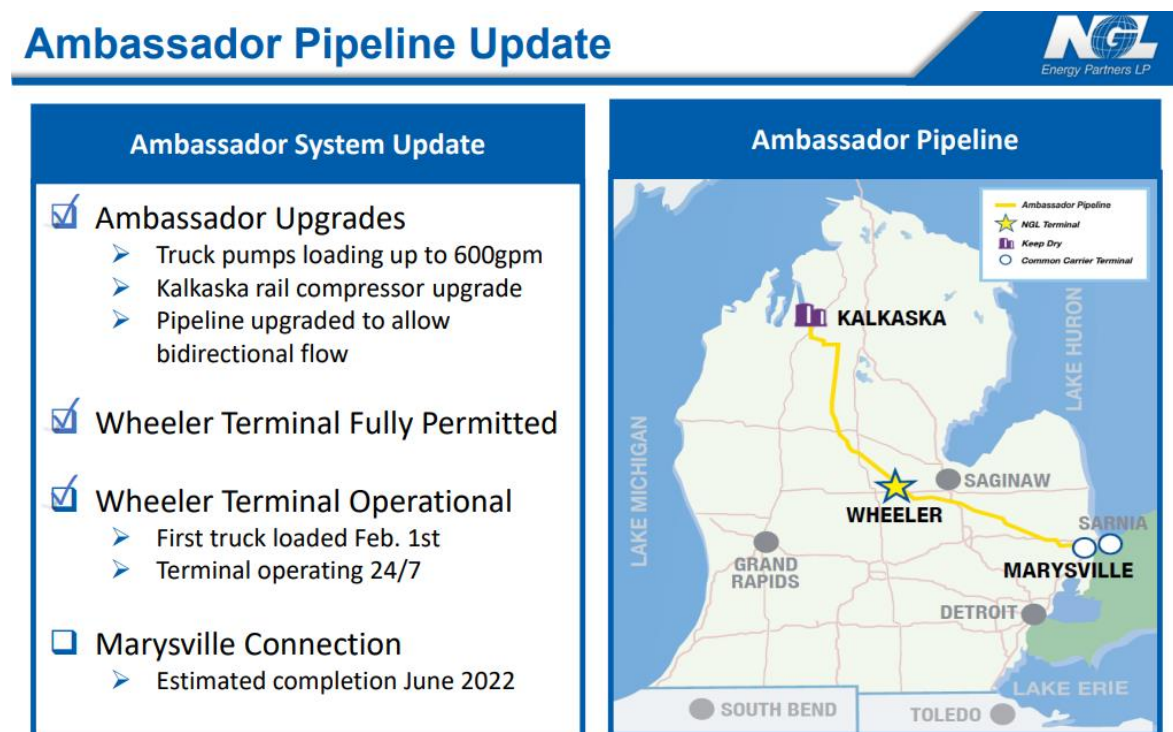 Ambassador Pipeline Update
NGL
Energy Partners LP
Ambassador System Update
Ambassador Upgrades
Truck pumps loading up to 600gpm
Kalkaska rail compressor upgrade
Pipeline upgraded to allow
bidirectional flow
Wheeler Terminal Fully Permitted
Wheeler Terminal Operational
First truck loaded Feb. 1st
Terminal operating 24/7
Marysville Connection
Estimated completion June 2022
Ambassador Pipeline
Ambassador Pipeline
NGL Terminal
Keep Dry
Common Carrier Terminal
KALKASKA
LAKE HURON
LAKE MICHIGAN
SAGINAW
WHEELER
SARNIA
GRAND
RAPIDS
MARYSVILLE
DETROIT
LAKE ERIE
SOUTH BEND
TOLEDO